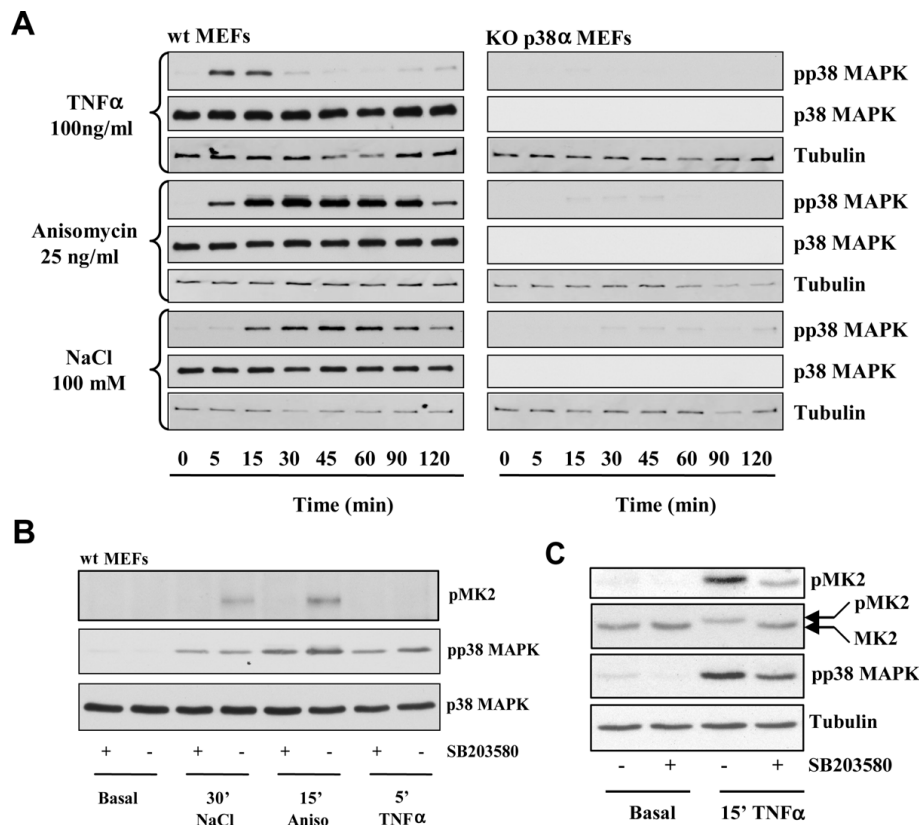 A
wt MEFs
KO p38α MEFs
TNFα
100ng/ml
pp38 MAPK
p38 MAPK
Tubulin
Anisomycin
25 ng/ml
pp38 MAPK
p38 MAPK
Tubulin
NaCl
100 mM
pp38 MAPK
p38 MAPK
Tubulin
0 5 15 30 45 60 90 120
0 5 15 30 45 60 90 120
Time (min)
Time (min)
B
wt MEFs
pMK2
pp38 MAPK
p38 MAPK
+ - + - + - + - SB203580
Basal
30' NaCl
15' Aniso
5' TNFα
C
pMK2
pMK2
MK2
pp38 MAPK
Tubulin
- + - + SB203580
Basal
15' TNFα